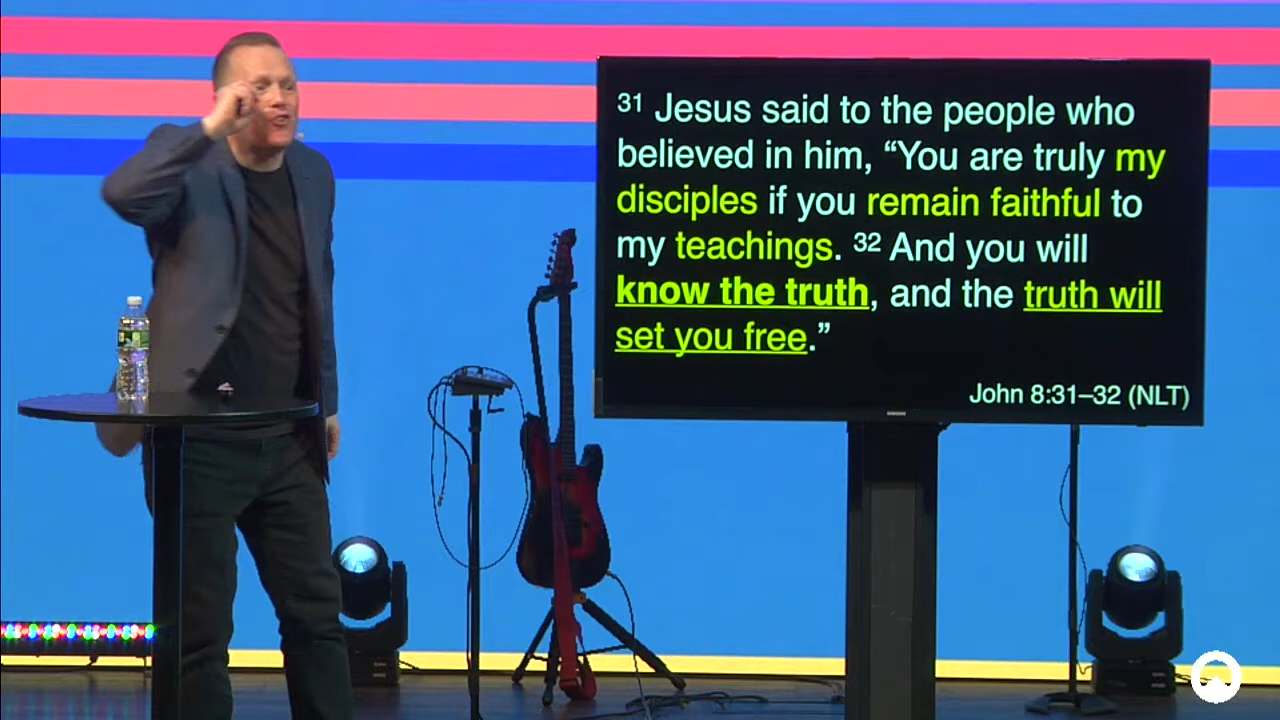 31 Jesus said to the people who
believed in him, “You are truly my
disciples if you remain faithful to
my teachings. 32 And you will
know the truth, and the truth will
set you free.”
John 8:31–32 (NLT)